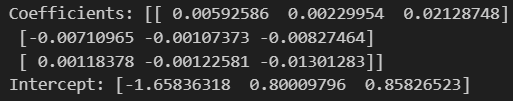 Coefficients: [[ 0.00592586  0.00229954  0.02128748]
 [-0.00710965 -0.00107373 -0.00827464]
 [ 0.00118378 -0.00122581 -0.01301283]]
Intercept: [-1.65836318  0.80009796  0.85826523]